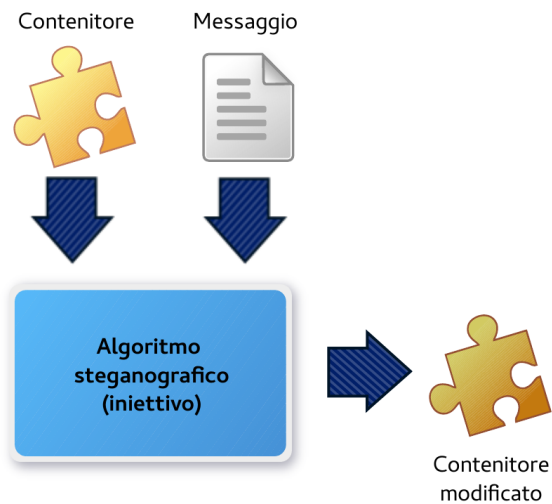 Contenitore
Messaggio
Algoritmo
steganografico
(iniettivo)
Contenitore
modificato